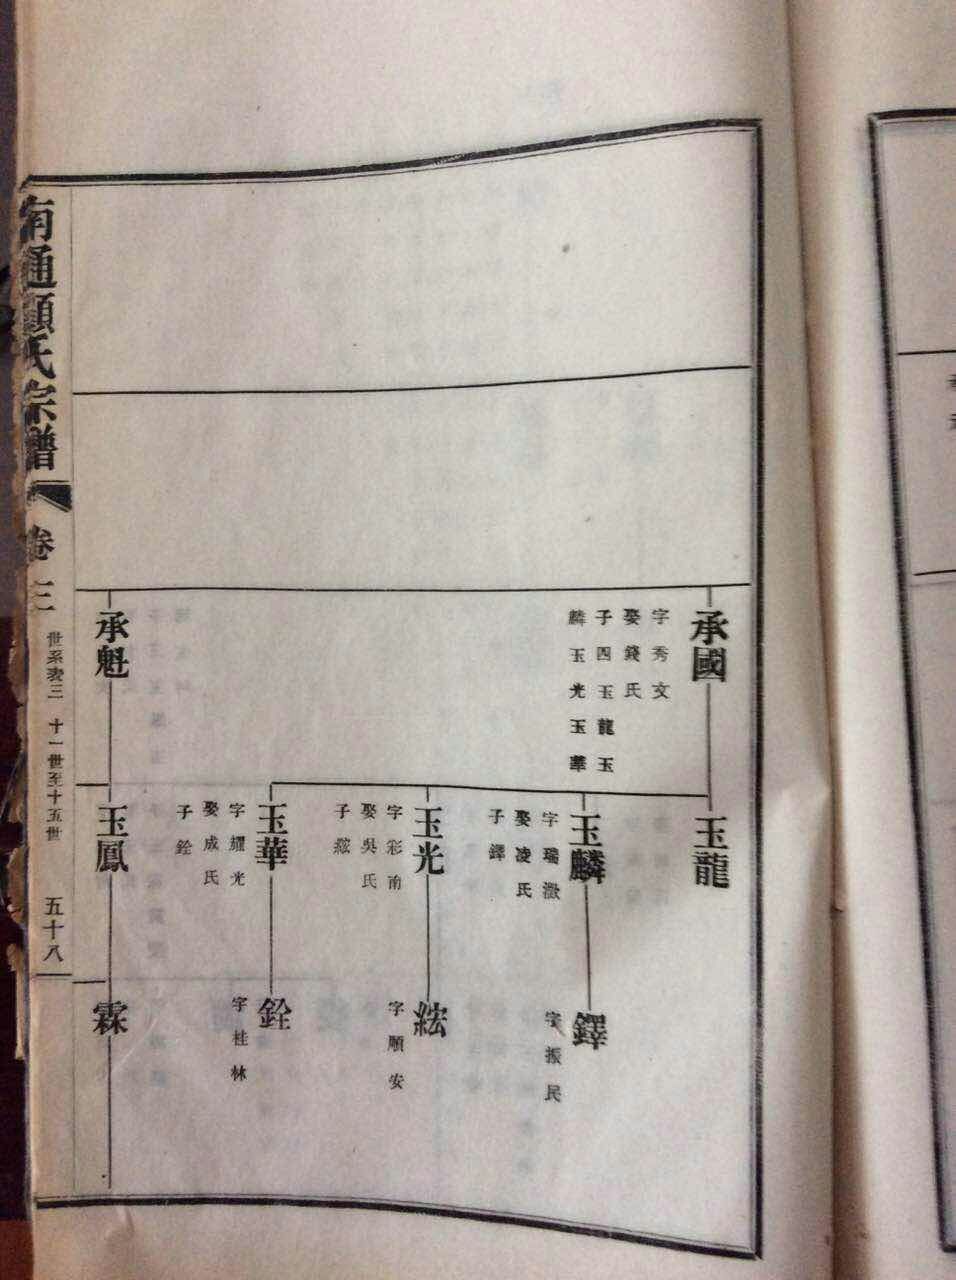 承國
字秀文
娶錢氏
子四玉龍玉
麟玉光玉華
承魁
玉龍
玉麟
字瑞澂
娶凌氏
子鐸
玉光
字彩南
娶吳氏
子紘
玉華
字耀光
娶成氏
子銓
玉鳳
鐸
字振民
紘
字順安
銓
字桂林
霖
南通顧氏宗譜
卷三
世系表三 十一世至十五世
五十八